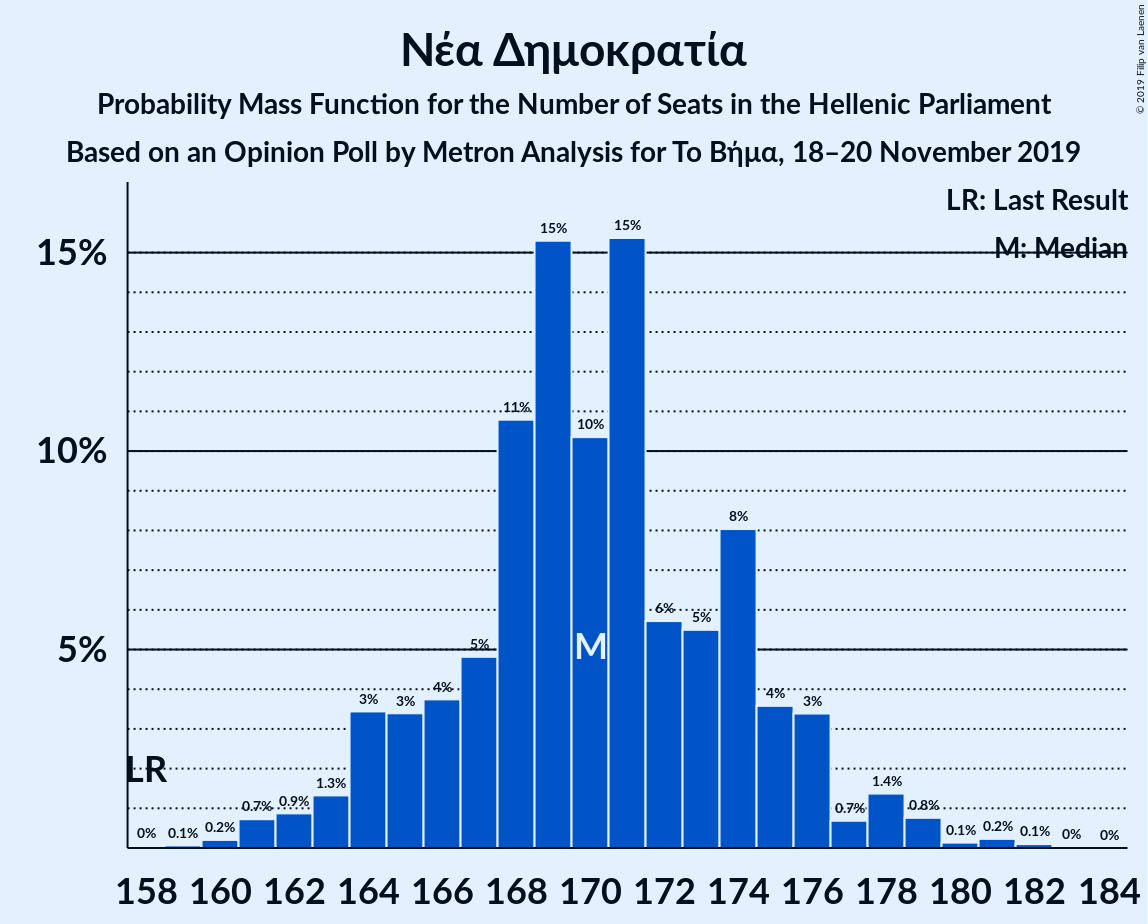 Νέα Δημοκρατία
Probability Mass Function for the Number of Seats in the Hellenic Parliament
Based on an Opinion Poll by Metron Analysis for Το Βήμα, 18–20 November 2019
© 2019 Filip van Laenen
LR: Last Result
M: Median
15%
10%
5%
0% 0.1% 0.2% 0.7% 0.9% 1.3% 3% 3% 4% 5% 11% 15% 10% 15% 6% 5% 8% 4% 3% 0.7% 1.4% 0.8% 0.1% 0.2% 0.1% 0% 0%
M
LR
158 160 162 164 166 168 170 172 174 176 178 180 182 184